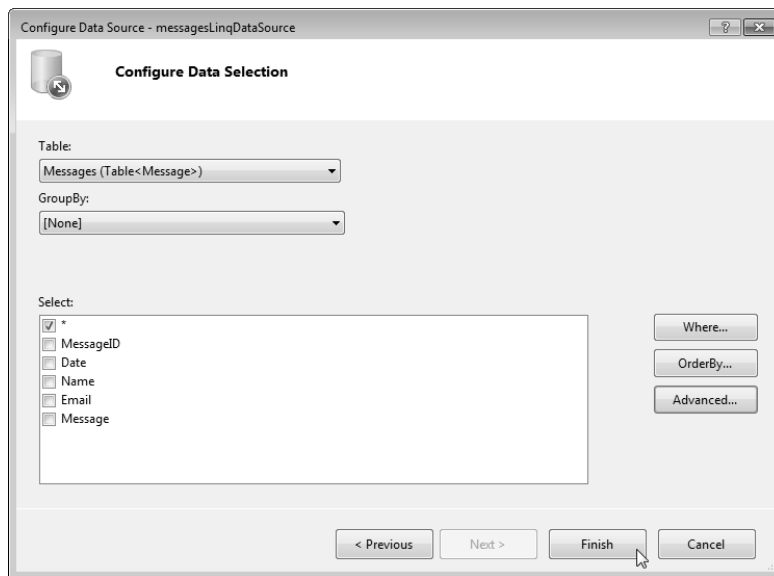 Configure Data Source - messagesLinqDataSource
Configure Data Selection
Table:
Messages (Table<Message>)
GroupBy:
[None]
Select:
*
MessageID
Date
Name
Email
Message
Where...
OrderBy...
Advanced...
< Previous
Next >
Finish
Cancel